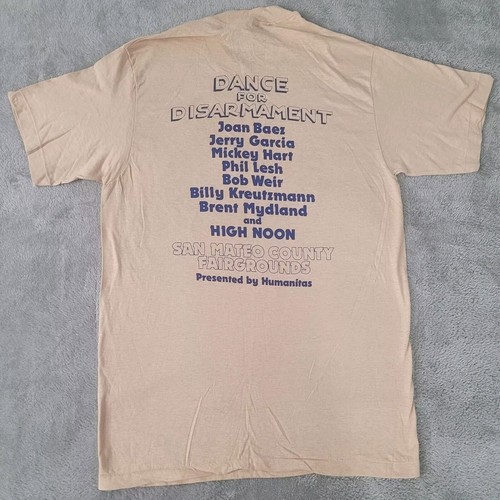 DANCE
FOR
DISARMAMENT
Joan Baez
Jerry Garcia
Mickey Hart
Phil Lesh
Bob Weir
Billy Kreutzmann
Brent Mydland
and
HIGH NOON
SAN MATEO COUNTY
FAIRGROUNDS
Presented by Humanitas